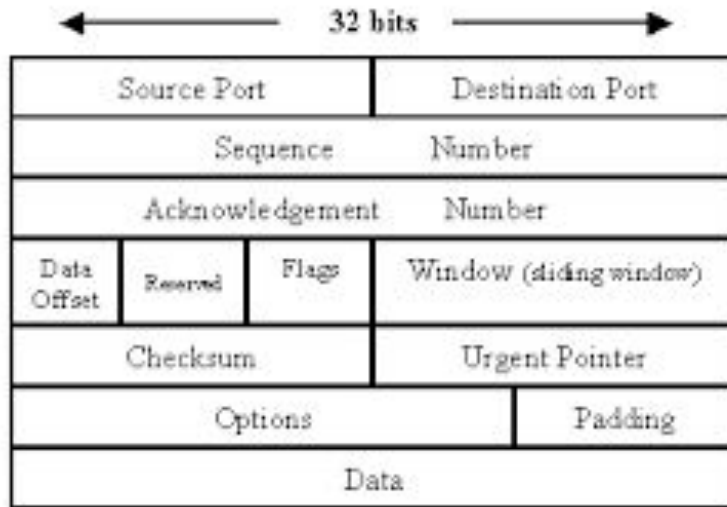 32 bits
Source Port Destination Port
Sequence Number
Acknowledgement Number
Data Offset Reserved Flags Window (sliding window)
Checksum Urgent Pointer
Options Padding
Data